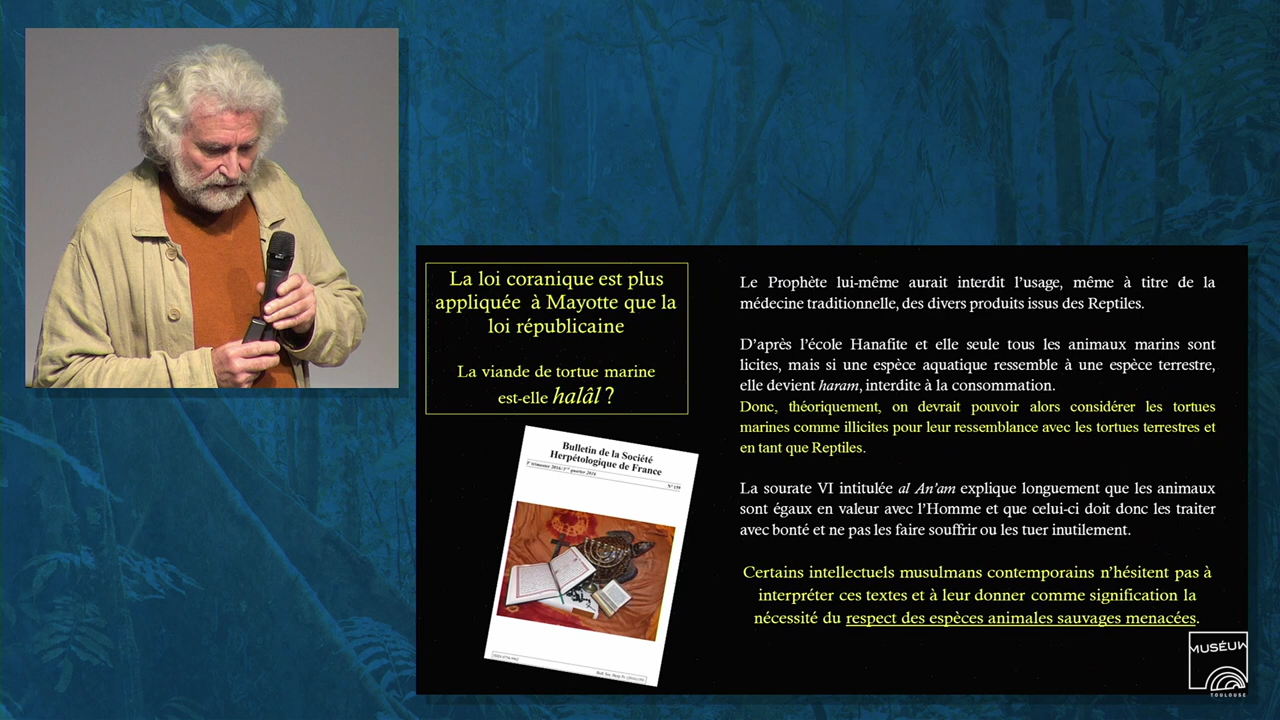 La loi coranique est plus
appliquée à Mayotte que la
loi républicaine
La viande de tortue marine
est-elle halâl ?
Bulletin de la Société
Herpétologique de France
1er trimestre 2016 / 1st quarter 2016
N° 159
Le Prophète lui-même aurait interdit l’usage, même à titre de la
médecine traditionnelle, des divers produits issus des Reptiles.
D’après l’école Hanafite et elle seule tous les animaux marins sont
licites, mais si une espèce aquatique ressemble à une espèce terrestre,
elle devient haram, interdite à la consommation.
Donc, théoriquement, on devrait pouvoir alors considérer les tortues
marines comme illicites pour leur ressemblance avec les tortues terrestres et
en tant que Reptiles.
La sourate VI intitulée al An’am explique longuement que les animaux
sont égaux en valeur avec l’Homme et que celui-ci doit donc les traiter
avec bonté et ne pas les faire souffrir ou les tuer inutilement.
Certains intellectuels musulmans contemporains n’hésitent pas à
interpréter ces textes et à leur donner comme signification la
nécessité du respect des espèces animales sauvages menacées.
MUSÉUM
TOULOUSE